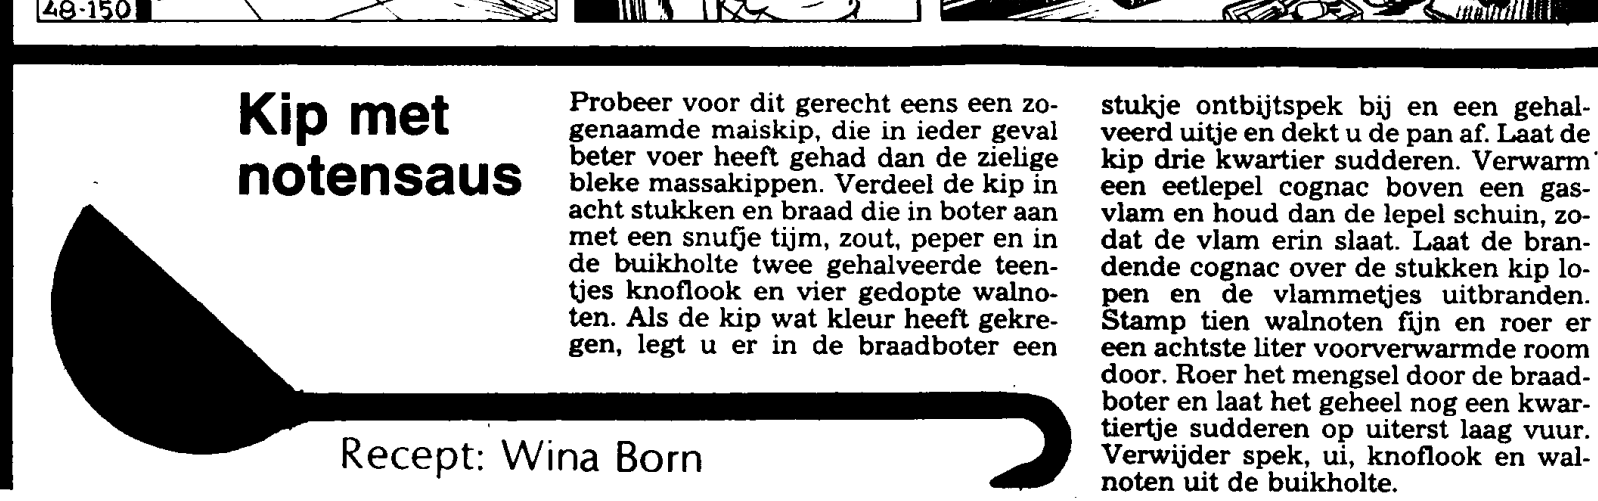 48-150
Kip met
notensaus
Probeer voor dit gerecht eens een zo-
genaamde maiskip, die in ieder geval
beter voer heeft gehad dan de zielige
bleke massakippen. Verdeel de kip in
acht stukken en braad die in boter aan
met een snufje tijm, zout, peper en in
de buikholte twee gehalveerde teen-
tjes knoflook en vier gedopte walno-
ten. Als de kip wat kleur heeft gekre-
gen, legt u er in de braadboter een
stukje ontbijtspek bij en een gehal-
veerd uitje en dekt u de pan af. Laat de
kip drie kwartier sudderen. Verwarm
een eetlepel cognac boven een gas-
vlam en houd dan de lepel schuin, zo-
dat de vlam erin slaat. Laat de bran-
dende cognac over de stukken kip lo-
pen en de vlammetjes uitbranden.
Stamp tien walnoten fijn en roer er
een achtste liter voorverwarmde room
door. Roer het mengsel door de braad-
boter en laat het geheel nog een kwar-
tiertje sudderen op uiterst laag vuur.
Verwijder spek, ui, knoflook en wal-
noten uit de buikholte.
Recept: Wina Born